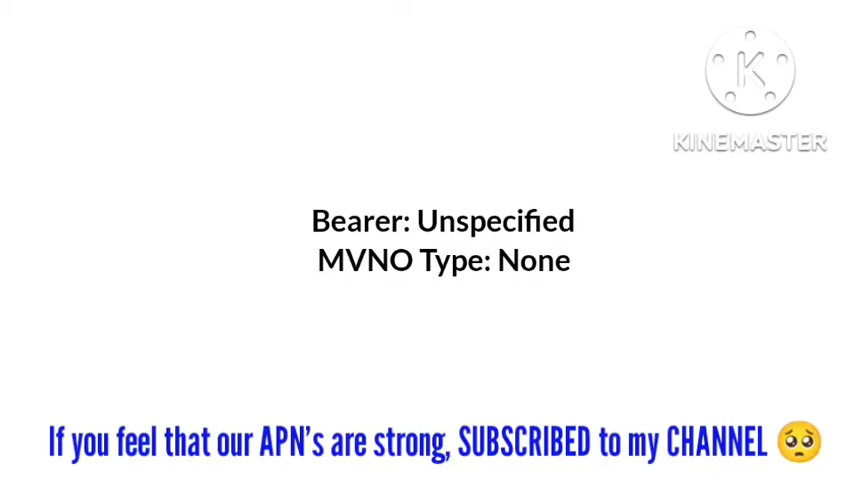 KINEMASTER
Bearer: Unspecified
MVNO Type: None
If you feel that our APN's are strong, SUBSCRIBED to my CHANNEL 🥺